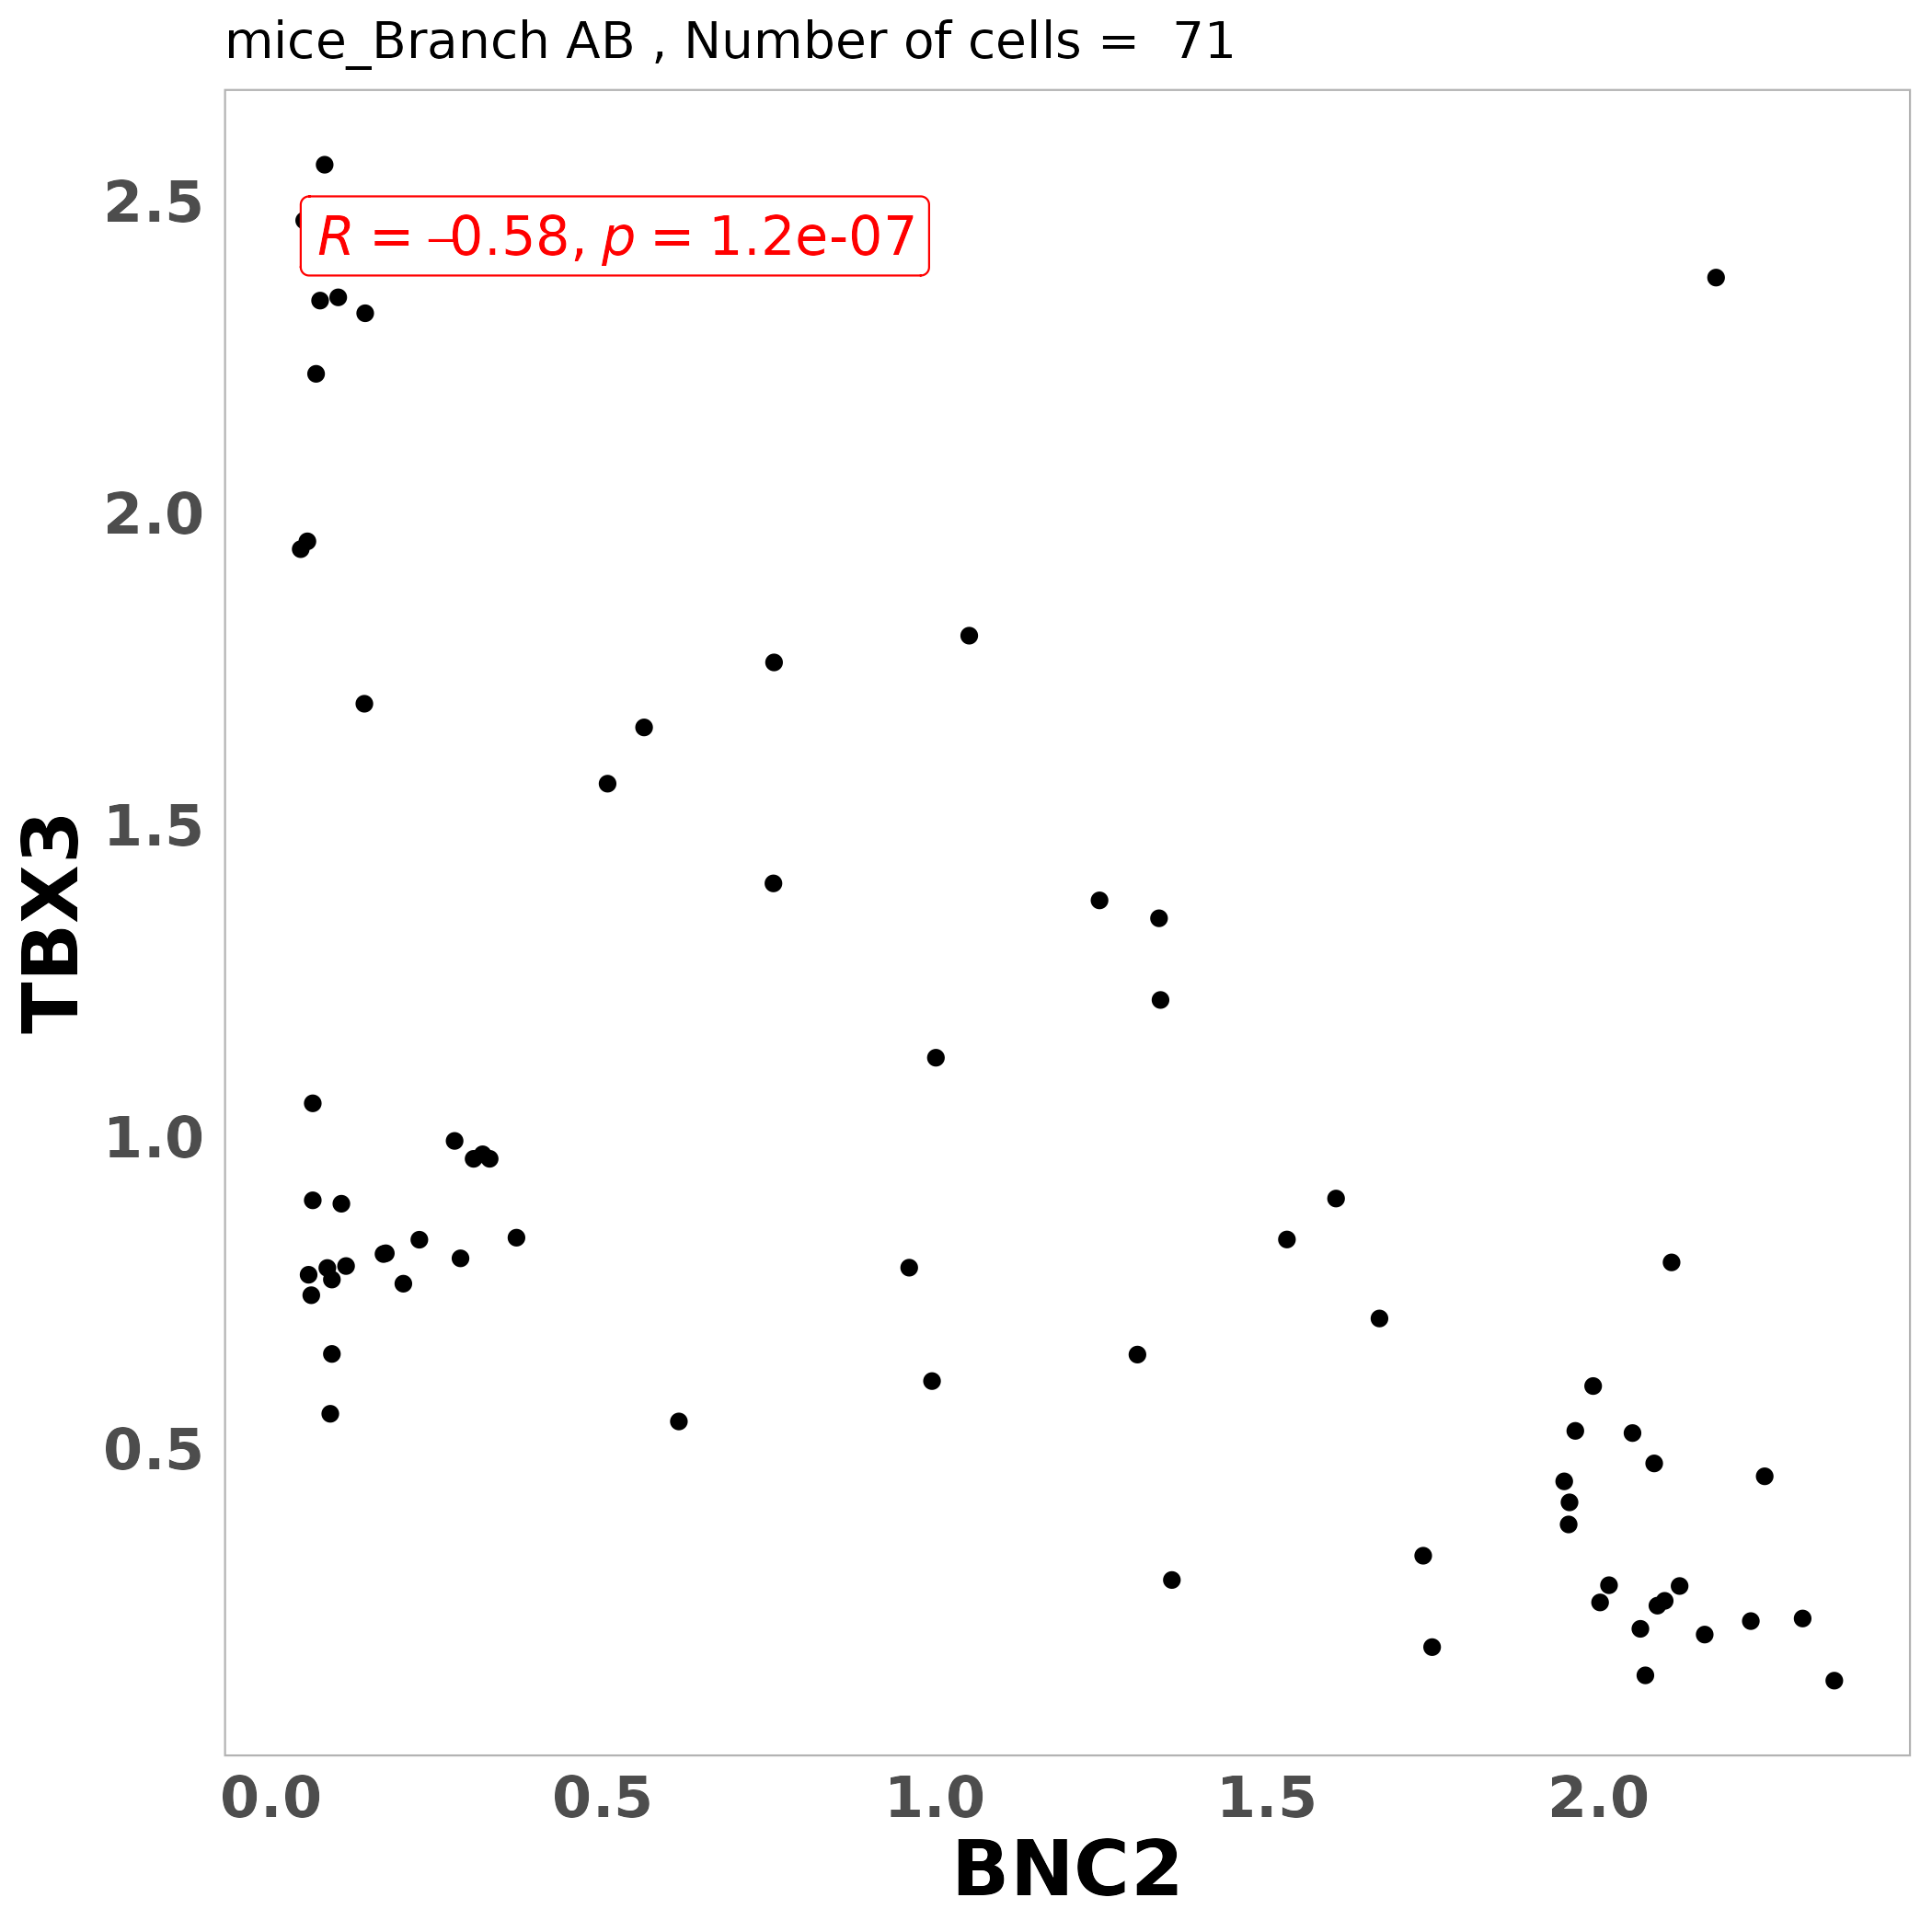 mice_Branch AB , Number of cells =  71
R = –0.58, p = 1.2e-07
2.5
2.0
1.5
1.0
0.5
TBX3
0.0 0.5 1.0 1.5 2.0
BNC2